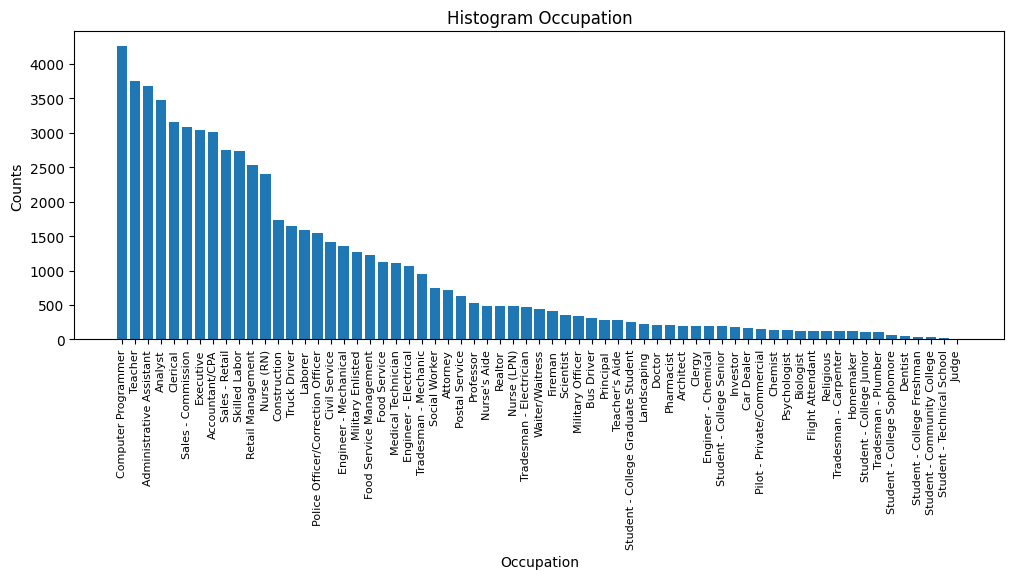 Histogram Occupation
Counts
4000
3500
3000
2500
2000
1500
1000
500
0
Computer Programmer
Teacher
Administrative Assistant
Analyst
Clerical
Sales - Commission
Executive
Accountant/CPA
Sales - Retail
Skilled Labor
Retail Management
Nurse (RN)
Construction
Truck Driver
Laborer
Police Officer/Correction Officer
Civil Service
Engineer - Mechanical
Military Enlisted
Food Service Management
Food Service
Medical Technician
Engineer - Electrical
Tradesman - Mechanic
Social Worker
Attorney
Postal Service
Professor
Nurse's Aide
Realtor
Nurse (LPN)
Tradesman - Electrician
Waiter/Waitress
Fireman
Scientist
Military Officer
Bus Driver
Principal
Teacher's Aide
Student - College Graduate Student
Landscaping
Doctor
Pharmacist
Architect
Clergy
Engineer - Chemical
Student - College Senior
Investor
Car Dealer
Pilot - Private/Commercial
Chemist
Psychologist
Biologist
Flight Attendant
Religious
Tradesman - Carpenter
Homemaker
Student - College Junior
Tradesman - Plumber
Student - College Sophomore
Dentist
Student - College Freshman
Student - Community College
Student - Technical School
Judge
Occupation